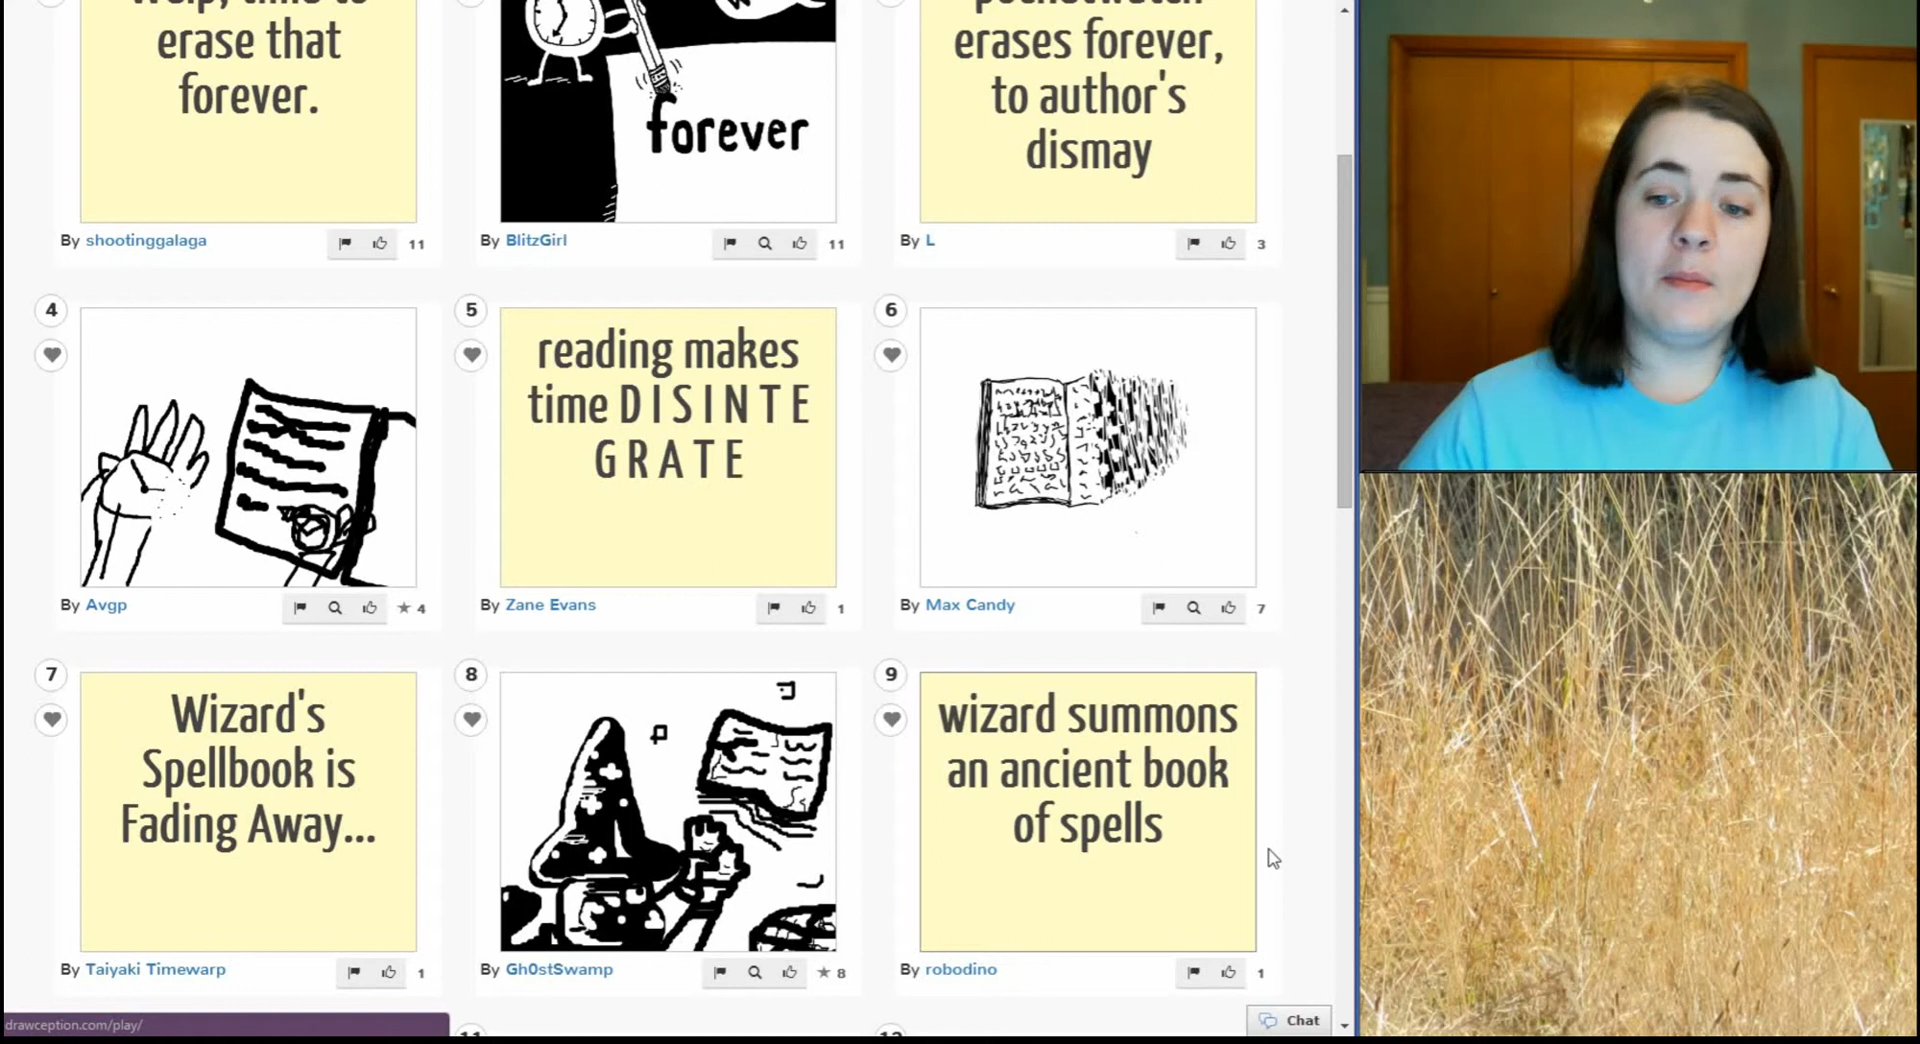 erase that
forever.
forever
erases forever,
to author's
dismay
By shootinggalaga
11
By BlitzGirl
11
By L
3
4
5
6
reading makes
time D I S I N T E
G R A T E
By Avgp
4
By Zane Evans
1
By Max Candy
7
7
8
9
Wizard's
Spellbook is
Fading Away...
wizard summons
an ancient book
of spells
By Taiyaki Timewarp
1
By Gh0stSwamp
8
By robodino
1
drawception.com/play/
Chat